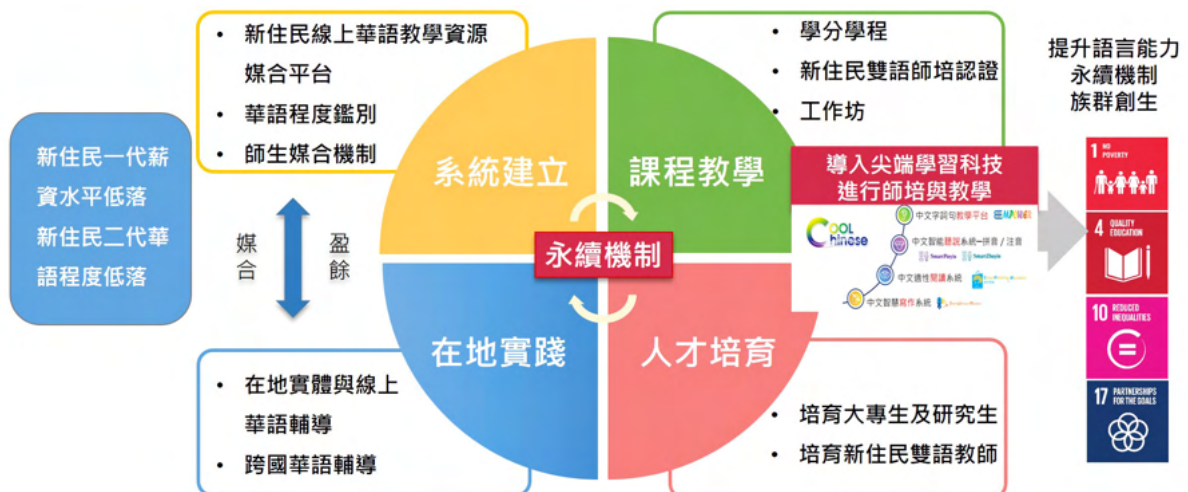 新住民一代薪
資水平低落
新住民二代華
語程度低落
• 新住民線上華語教學資源
媒合平台
• 華語程度鑑別
• 師生媒合機制
媒合
盈餘
• 在地實體與線上
華語輔導
• 跨國華語輔導
系統建立
課程教學
永續機制
在地實踐
人才培育
• 學分學程
• 新住民雙語師培認證
• 工作坊
導入尖端學習科技
進行師培與教學
COOL
Chinese
中文字詞句教學平台 EMPOWER
中文智能聽說系統–拼音 / 注音
SmartPinyin SmartZhuyin
中文適性閱讀系統
中文智慧寫作系統
• 培育大專生及研究生
• 培育新住民雙語教師
提升語言能力
永續機制
族群創生
1 NO
POVERTY
4 QUALITY
EDUCATION
10 REDUCED
INEQUALITIES
17 PARTNERSHIPS
FOR THE GOALS